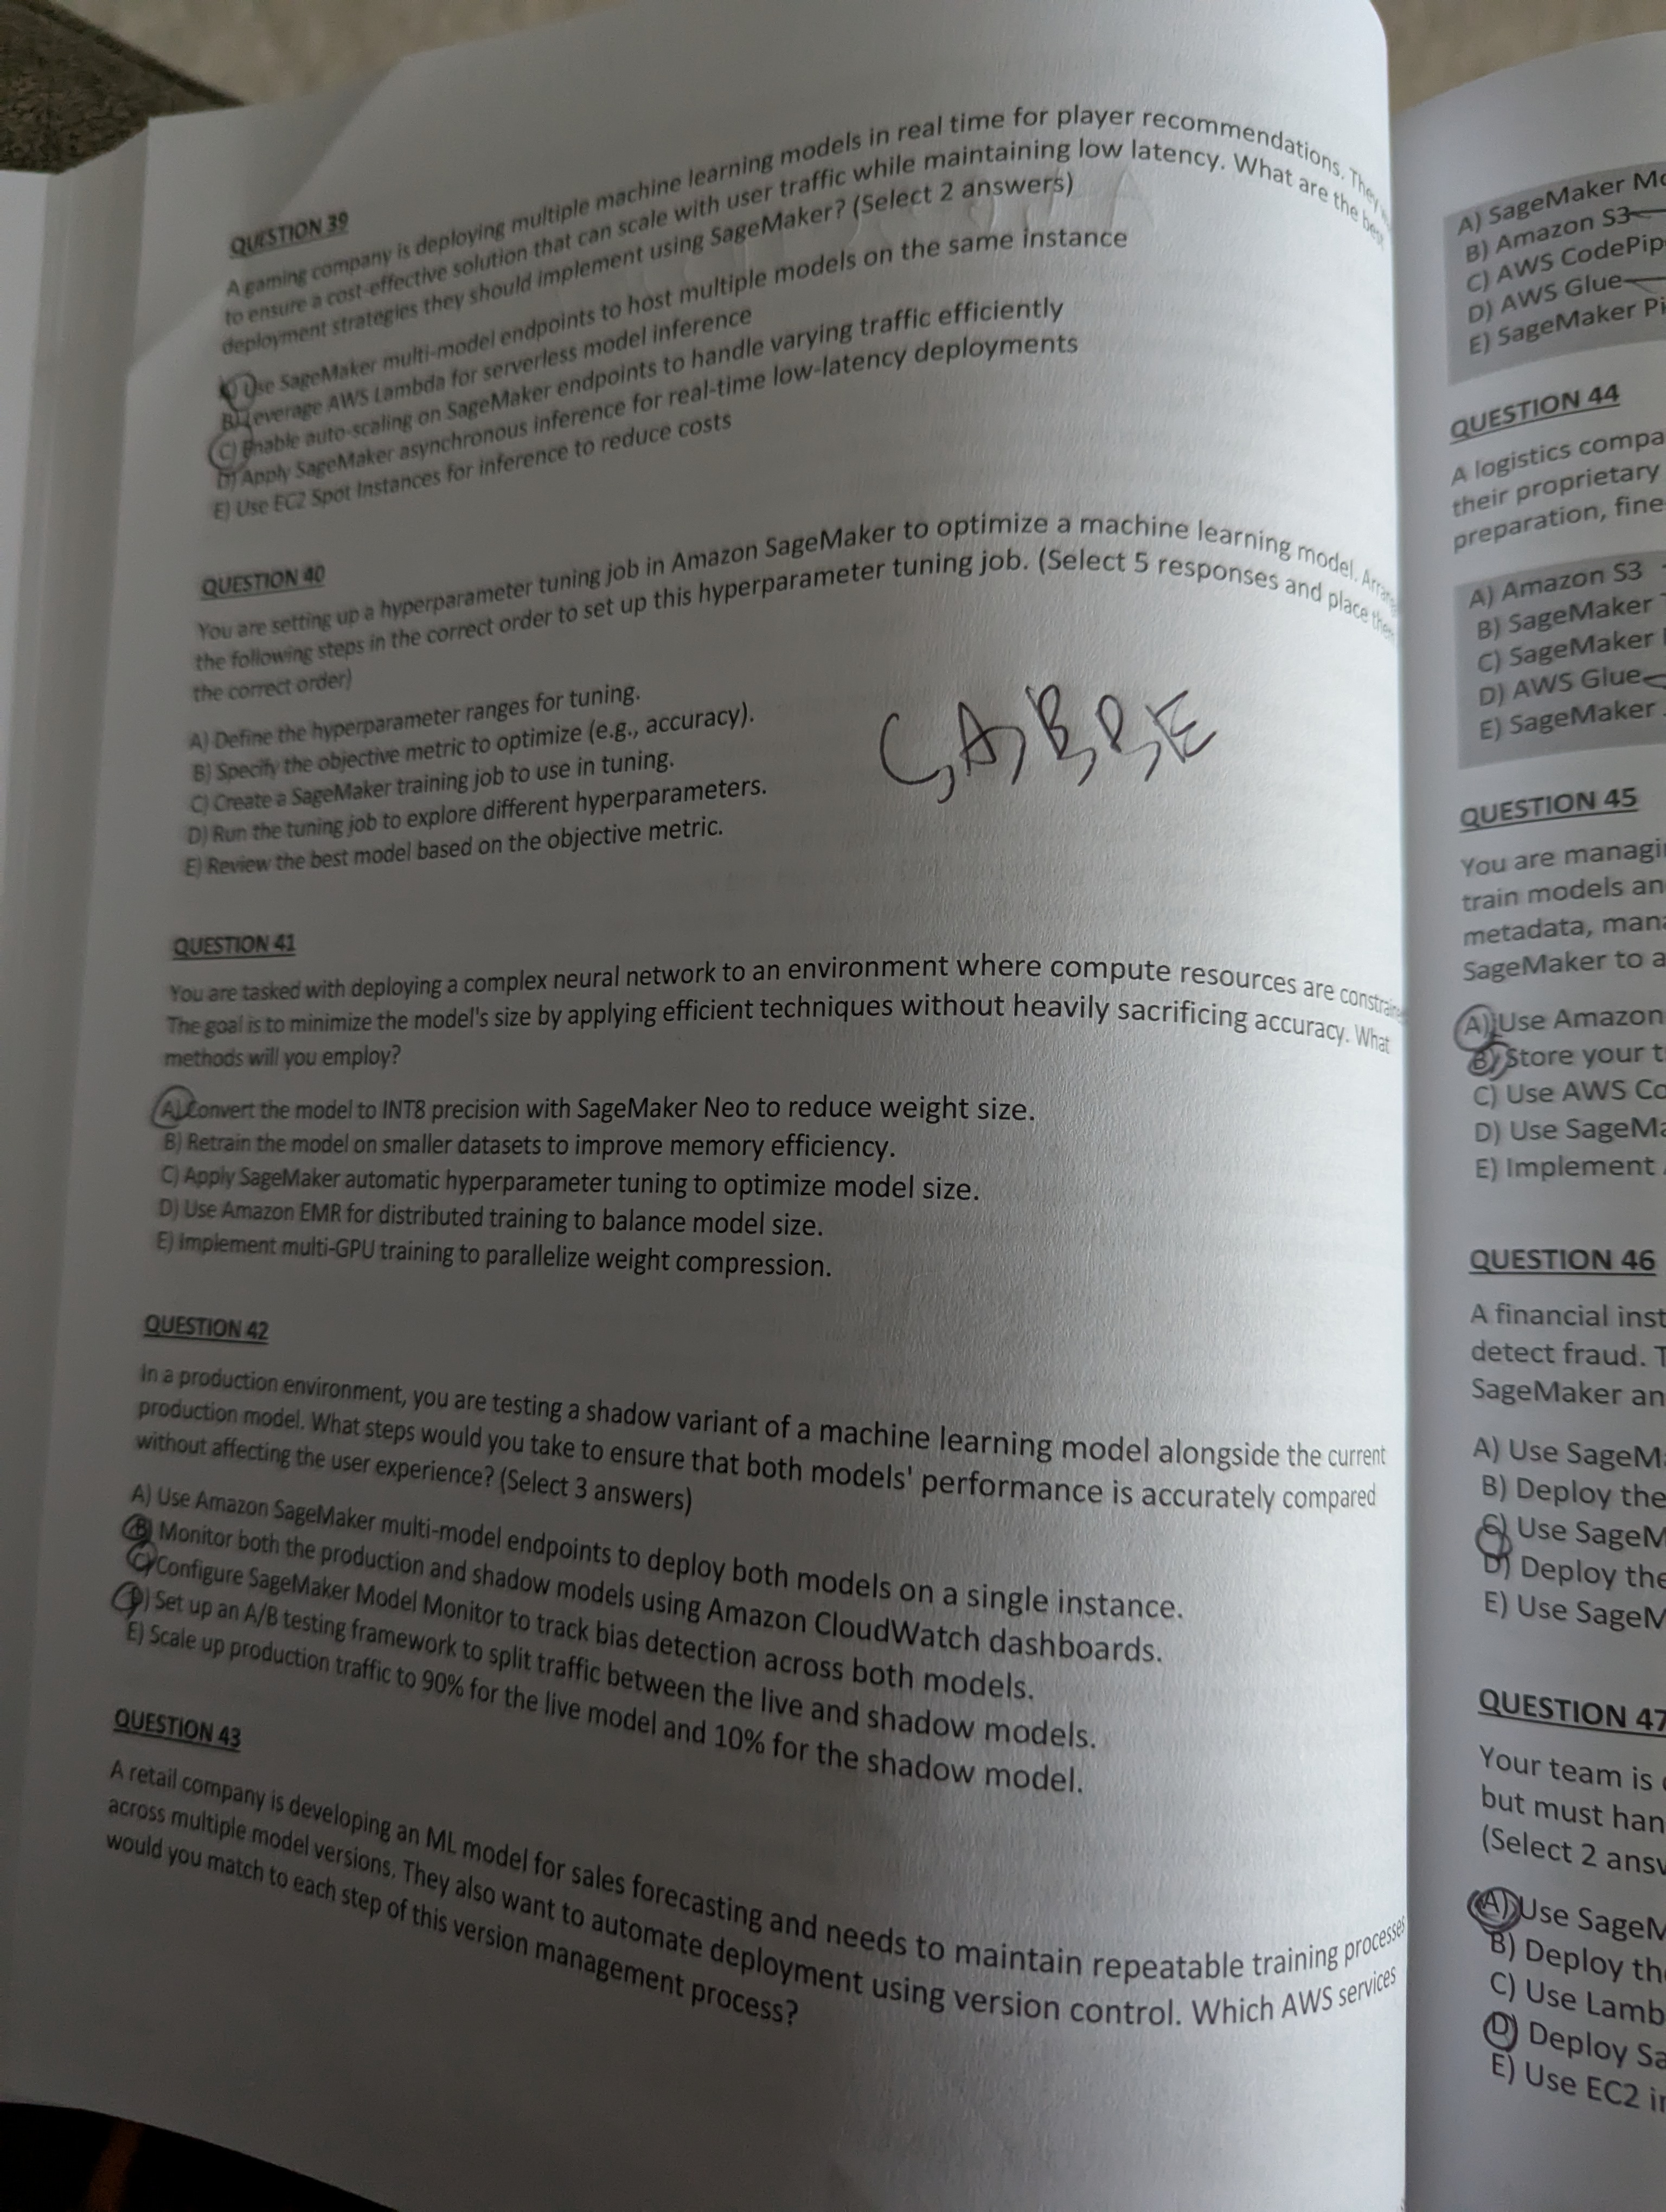 QUESTION 39
A gaming company is deploying multiple machine learning models in real time for player recommendations. They
to ensure a cost-effective solution that can scale with user traffic while maintaining low latency. What are the best
deployment strategies they should implement using SageMaker? (Select 2 answers)
A) Use SageMaker multi-model endpoints to host multiple models on the same instance
B) Leverage AWS Lambda for serverless model inference
C) Enable auto-scaling on SageMaker endpoints to handle varying traffic efficiently
D) Apply SageMaker asynchronous inference for real-time low-latency deployments
E) Use EC2 Spot Instances for inference to reduce costs
QUESTION 40
You are setting up a hyperparameter tuning job in Amazon SageMaker to optimize a machine learning model. Arrange
the following steps in the correct order to set up this hyperparameter tuning job. (Select 5 responses and place them
the correct order)
A) Define the hyperparameter ranges for tuning.
B) Specify the objective metric to optimize (e.g., accuracy).
C) Create a SageMaker training job to use in tuning.
D) Run the tuning job to explore different hyperparameters.
E) Review the best model based on the objective metric.
C, A, B, D, E
QUESTION 41
You are tasked with deploying a complex neural network to an environment where compute resources are constraine
The goal is to minimize the model's size by applying efficient techniques without heavily sacrificing accuracy. What
methods will you employ?
A) Convert the model to INT8 precision with SageMaker Neo to reduce weight size.
B) Retrain the model on smaller datasets to improve memory efficiency.
C) Apply SageMaker automatic hyperparameter tuning to optimize model size.
D) Use Amazon EMR for distributed training to balance model size.
E) Implement multi-GPU training to parallelize weight compression.
QUESTION 42
In a production environment, you are testing a shadow variant of a machine learning model alongside the current
production model. What steps would you take to ensure that both models' performance is accurately compared
without affecting the user experience? (Select 3 answers)
A) Use Amazon SageMaker multi-model endpoints to deploy both models on a single instance.
B) Monitor both the production and shadow models using Amazon CloudWatch dashboards.
C) Configure SageMaker Model Monitor to track bias detection across both models.
D) Set up an A/B testing framework to split traffic between the live and shadow models.
E) Scale up production traffic to 90% for the live model and 10% for the shadow model.
QUESTION 43
A retail company is developing an ML model for sales forecasting and needs to maintain repeatable training processes
across multiple model versions. They also want to automate deployment using version control. Which AWS services
would you match to each step of this version management process?
A) SageMaker Mo
B) Amazon S3
C) AWS CodePip
D) AWS Glue
E) SageMaker Pi
QUESTION 44
A logistics compa
their proprietary
preparation, fine
A) Amazon S3
B) SageMaker
C) SageMaker
D) AWS Glue
E) SageMaker
QUESTION 45
You are managi
train models an
metadata, mana
SageMaker to a
A) Use Amazon
B) Store your t
C) Use AWS Co
D) Use SageMa
E) Implement
QUESTION 46
A financial inst
detect fraud. T
SageMaker an
A) Use SageM
B) Deploy the
C) Use SageM
D) Deploy the
E) Use SageM
QUESTION 47
Your team is
but must han
(Select 2 answ
A) Use SageM
B) Deploy th
C) Use Lamb
D) Deploy Sa
E) Use EC2 in